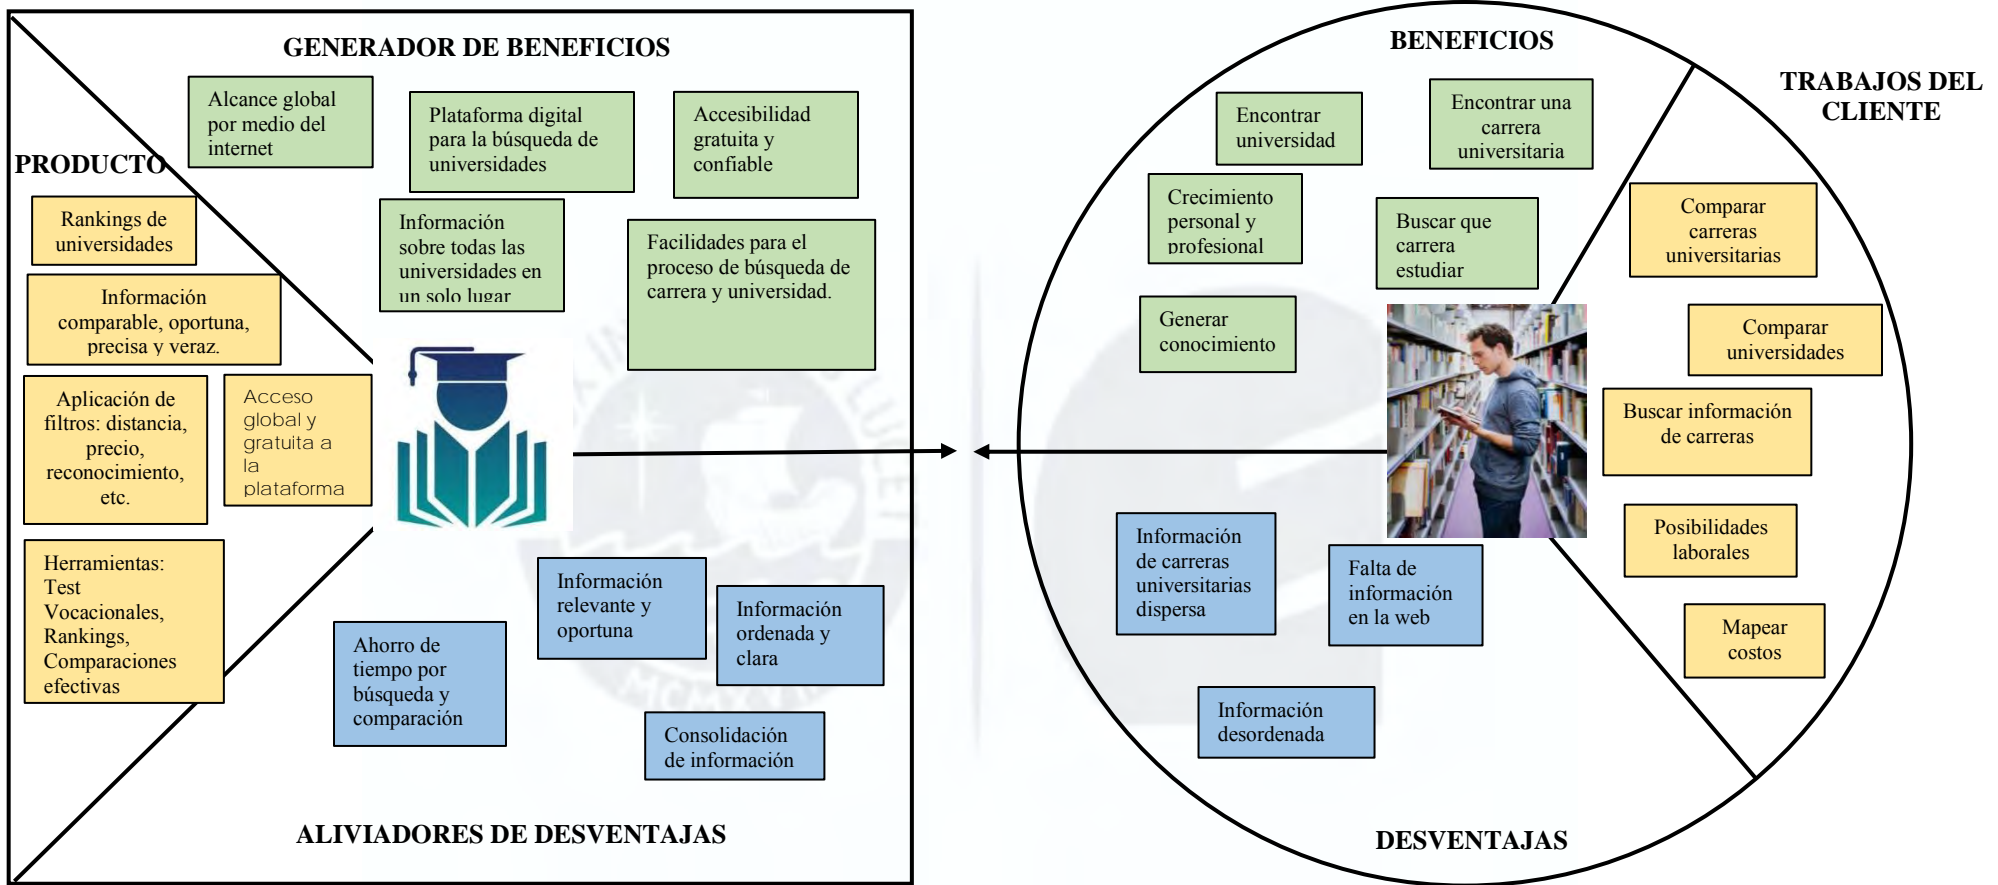 GENERADOR DE BENEFICIOS
Alcance global
por medio del
internet
Plataforma digital
para la búsqueda de
universidades
Accesibilidad
gratuita y
confiable
Información
sobre todas las
universidades en
un solo lugar
Facilidades para el
proceso de búsqueda de
carrera y universidad.
PRODUCTO
Rankings de
universidades
Información
comparable, oportuna,
precisa y veraz.
Aplicación de
filtros: distancia,
precio,
reconocimiento,
etc.
Acceso
global y
gratuita a
la
plataforma
Herramientas:
Test
Vocacionales,
Rankings,
Comparaciones
efectivas
Ahorro de
tiempo por
búsqueda y
comparación
Información
relevante y
oportuna
Información
ordenada y
clara
Consolidación
de información
ALIVIADORES DE DESVENTAJAS
BENEFICIOS
Encontrar
universidad
Encontrar una
carrera
universitaria
Crecimiento
personal y
profesional
Buscar que
carrera
estudiar
Generar
conocimiento
TRABAJOS DEL
CLIENTE
Comparar
carreras
universitarias
Comparar
universidades
Buscar información
de carreras
Posibilidades
laborales
Mapear
costos
Información
de carreras
universitarias
dispersa
Falta de
información
en la web
Información
desordenada
DESVENTAJAS